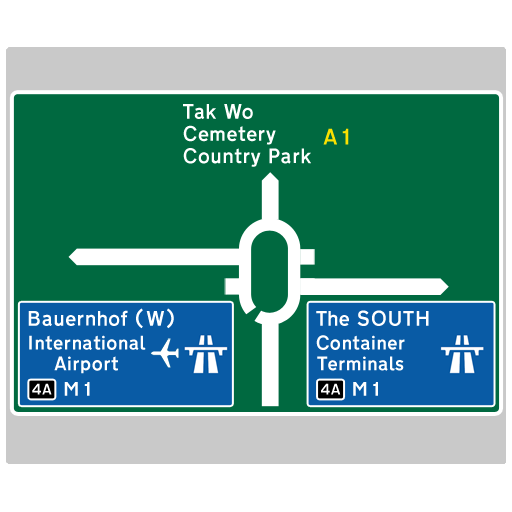 Tak Wo
Cemetery
Country Park
A1
Bauernhof (W)
International
Airport
4A M1
The SOUTH
Container
Terminals
4A M1